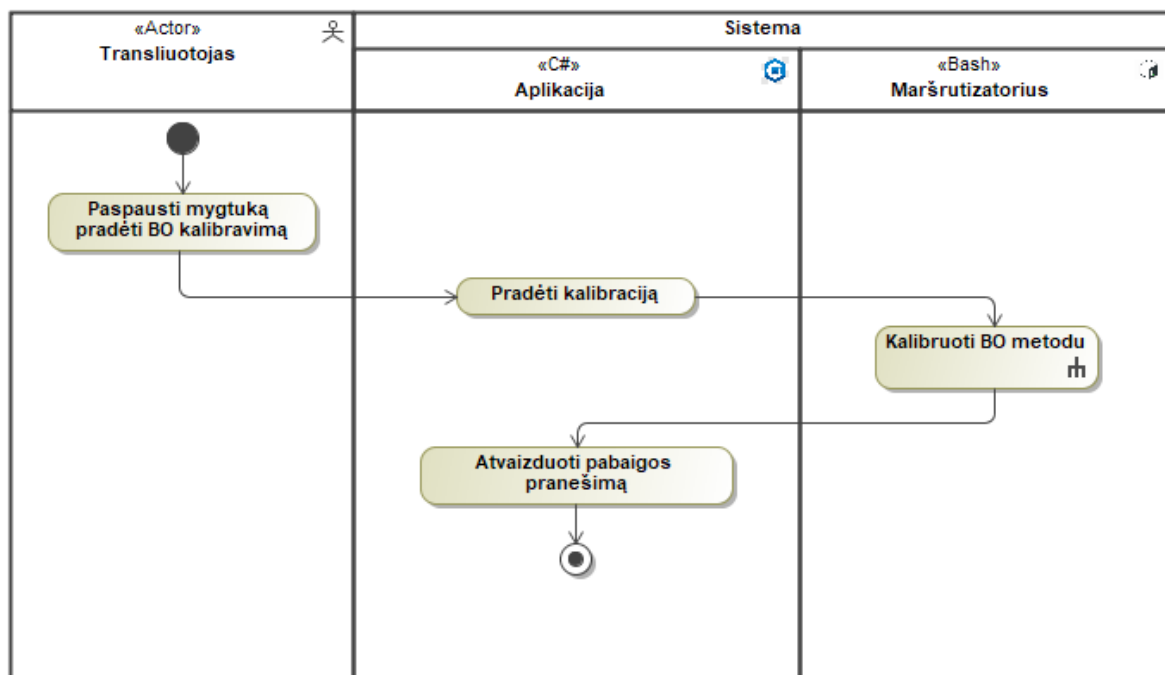 «Actor»
Transliuotojas
Sistema
«C#»
Aplikacija
«Bash»
Maršrutizatorius
Paspausti mygtuką
pradėti BO kalibravimą
Pradėti kalibraciją
Kalibruoti BO metodu
Atvaizduoti pabaigos
pranešimą